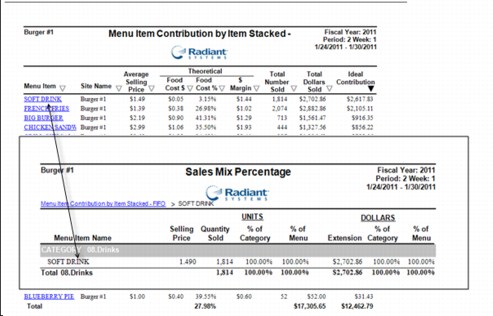 Burger #1 Menu Item Contribution by Item Stacked - Fiscal Year: 2011
Period: 2 Week: 1
1/24/2011 - 1/30/2011
Radiant
SYSTEMS
Theoretical
Average Selling Price Food Cost $ Food Cost % $ Margin Total Number Sold Total Dollars Sold Ideal Contribution
Menu Item Site Name
SOFT DRINK Burger #1 $1.49 $0.05 3.15% $1.44 1,814 $2,702.86 $2,617.83
FRENCH FRIES Burger #1 $1.39 $0.38 26.98% $1.02 2,074 $2,882.86 $2,105.11
BIG BURGER Burger #1 $2.19 $0.90 41.31% $1.29 713 $1,561.47 $916.35
CHICKEN SANDW Burger #1 $2.99 $1.06 35.50% $1.93 444 $1,327.56 $856.22
Burger #1 Sales Mix Percentage Fiscal Year: 2011
Period: 2 Week: 1
1/24/2011 - 1/30/2011
Radiant
SYSTEMS
Menu Item Contribution by Item Stacked - FIFO > SOFT DRINK
UNITS DOLLARS
Selling Quantity % of % of % of % of
Menu Item Name Price Sold Category Menu Extension Category Menu
CATEGORY 08.Drinks
SOFT DRINK 1.490 1,814 100.00% 100.00% $2,702.86 100.00% 100.00%
Total 08.Drinks 1,814 100.00% 100.00% $2,702.86 100.00% 100.00%
BLUEBERRY PIE Burger #1 $1.00 $0.40 39.55% $0.60 52 $52.00 $31.43
Total 27.98% $17,305.65 $12,462.79